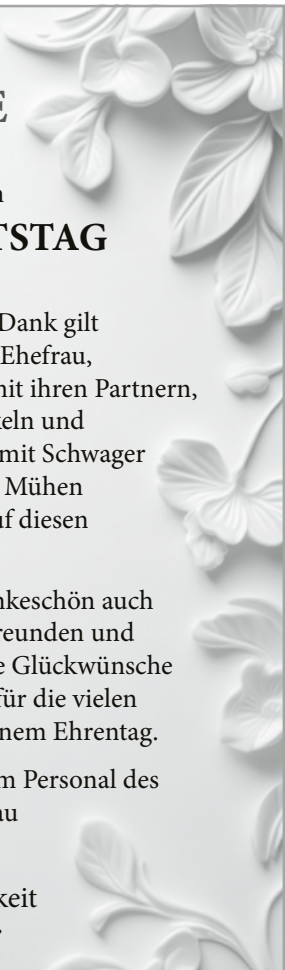 E
n
TSTAG
Dank gilt
Ehefrau,
mit ihren Partnern,
keln und
mit Schwager
Mühen
uf diesen
nkeschön auch
reunden und
e Glückwünsche
für die vielen
nem Ehrentag.
m Personal des
au
keit